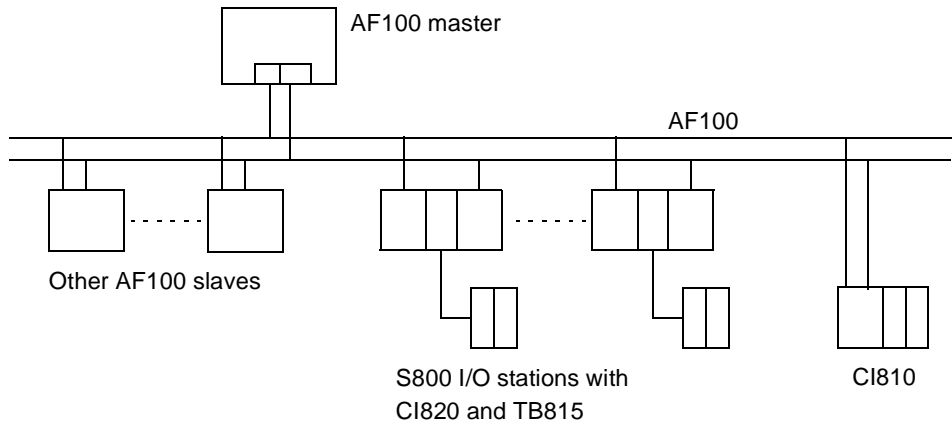 AF100 master
AF100
Other AF100 slaves
S800 I/O stations with
CI820 and TB815
CI810